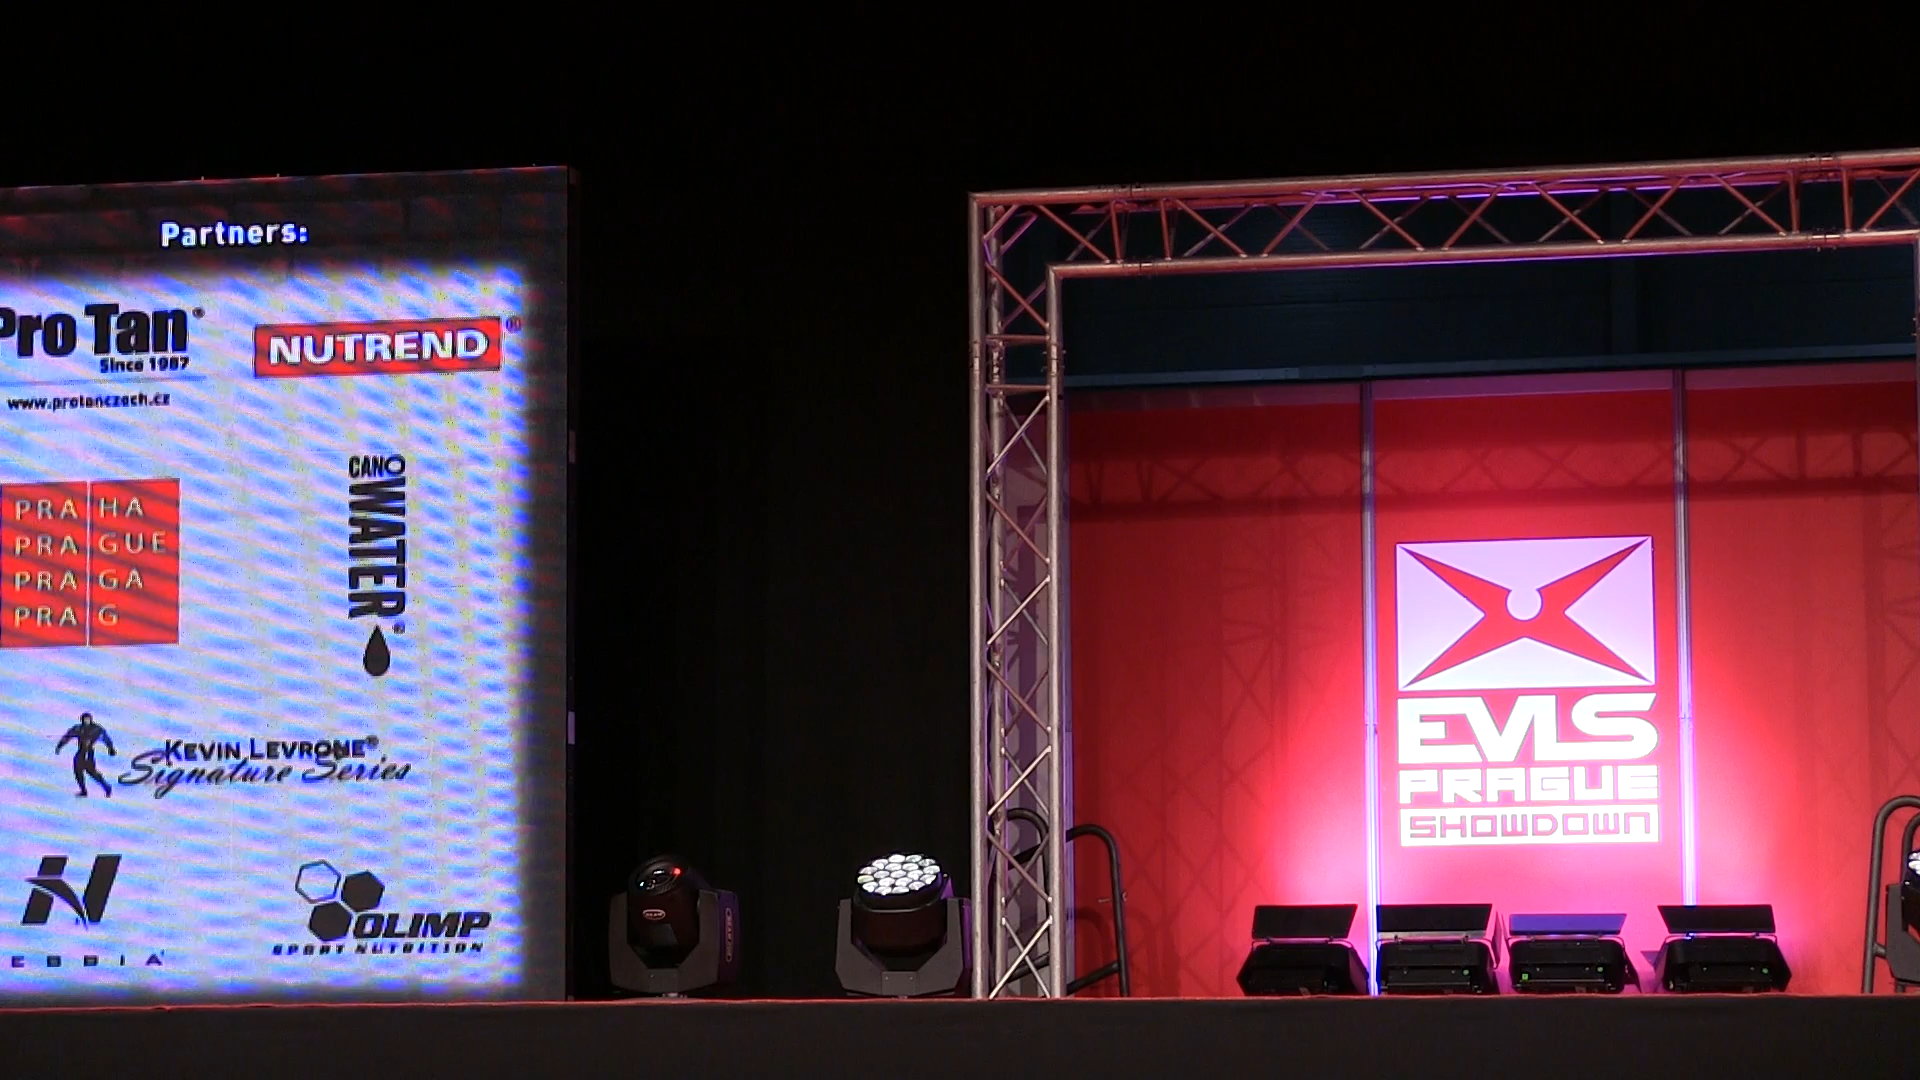 Partners:
Pro Tan®
Since 1987
www.protanczech.cz
NUTREND®
PRA HA
PRA GUE
PRA GA
PRA G
CANO
WATER®
KEVIN LEVRONE®
Signature Series
EBBIA
OLIMP
SPORT NUTRITION
EVLS
PRAGUE
SHOWDOWN